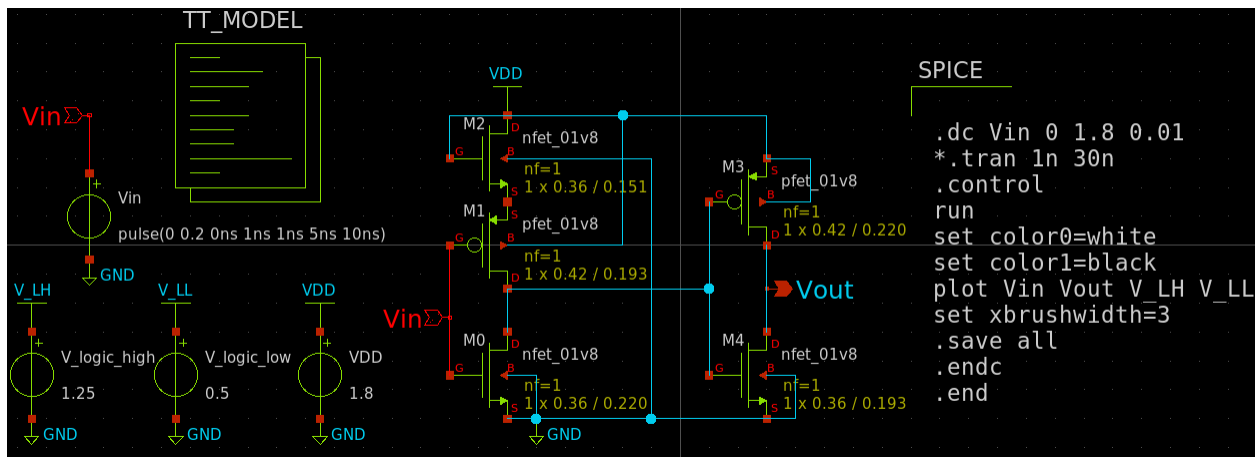 TT_MODEL
Vin
+
Vin
pulse(0 0.2 0ns 1ns 1ns 5ns 10ns)
GND
V_LH
+
V_logic_high
1.25
GND
V_LL
+
V_logic_low
0.5
GND
VDD
+
VDD
1.8
GND
VDD
M2
D
nfet_01v8
G
B
nf=1
1 x 0.36 / 0.151
S
M1
S
pfet_01v8
G
B
nf=1
1 x 0.42 / 0.193
D
Vin
M0
D
nfet_01v8
G
B
nf=1
1 x 0.36 / 0.220
S
GND
M3
S
pfet_01v8
G
B
nf=1
1 x 0.42 / 0.220
D
Vout
M4
D
nfet_01v8
G
B
nf=1
1 x 0.36 / 0.193
S
SPICE
.dc Vin 0 1.8 0.01
*.tran 1n 30n
.control
run
set color0=white
set color1=black
plot Vin Vout V_LH V_LL
set xbrushwidth=3
.save all
.endc
.end